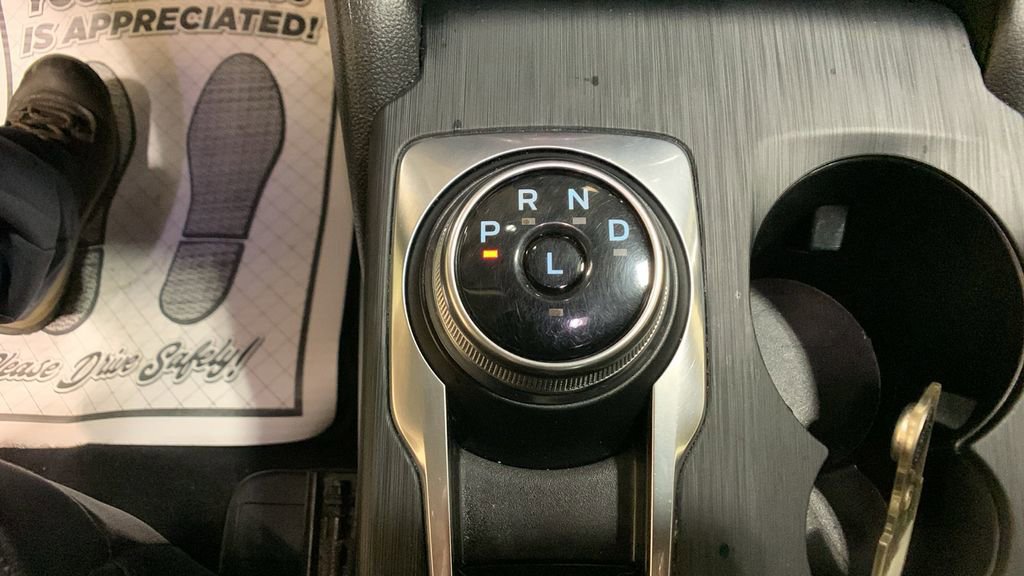 IS APPRECIATED!
R N
P D
L
Please Drive Safely!